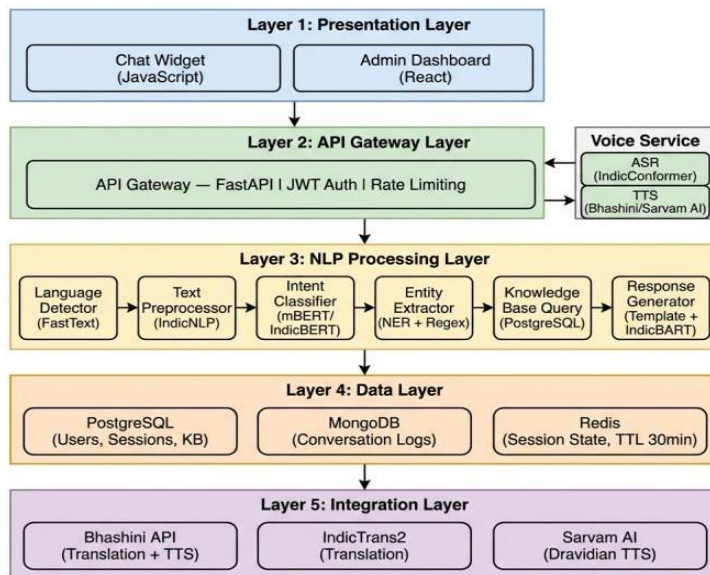 Layer 1: Presentation Layer
Chat Widget
(JavaScript)
Admin Dashboard
(React)
Layer 2: API Gateway Layer
API Gateway — FastAPI | JWT Auth | Rate Limiting
Voice Service
ASR
(IndicConformer)
TTS
(Bhashini/Sarvam AI)
Layer 3: NLP Processing Layer
Language
Detector
(FastText)
Text
Preprocessor
(IndicNLP)
Intent
Classifier
(mBERT/
IndicBERT)
Entity
Extractor
(NER + Regex)
Knowledge
Base Query
(PostgreSQL)
Response
Generator
(Template +
IndicBART)
Layer 4: Data Layer
PostgreSQL
(Users, Sessions, KB)
MongoDB
(Conversation Logs)
Redis
(Session State, TTL 30min)
Layer 5: Integration Layer
Bhashini API
(Translation + TTS)
IndicTrans2
(Translation)
Sarvam AI
(Dravidian TTS)